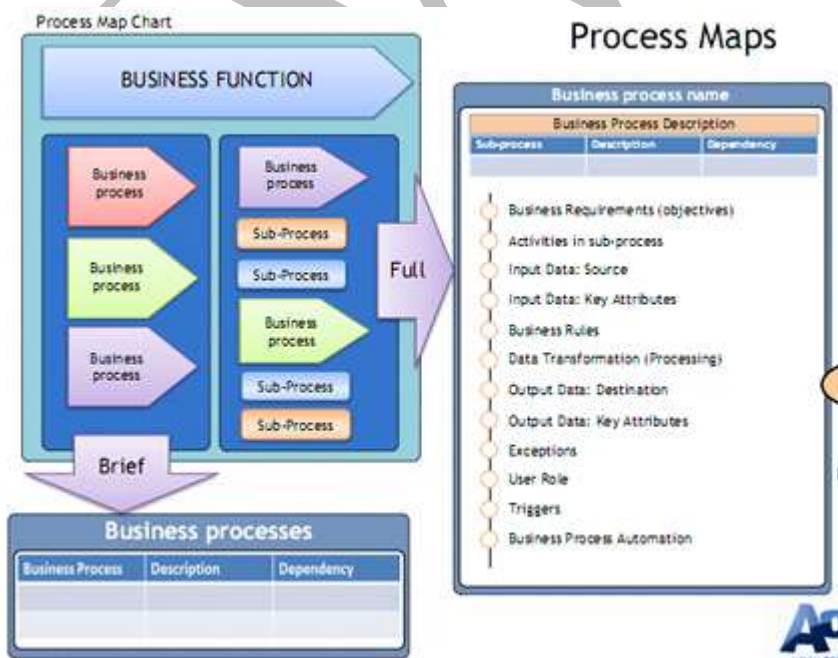 Process Map Chart
Process Maps
BUSINESS FUNCTION
Business
process
Business
process
Business
process
Business
process
Sub-Process
Sub-Process
Business
process
Sub-Process
Sub-Process
Full
Brief
Business processes
Business Process Description Dependency
Business process name
Business Process Description
Sub-process Description Dependency
Business Requirements (objectives)
Activities in sub-process
Input Data: Source
Input Data: Key Attributes
Business Rules
Data Transformation (Processing)
Output Data: Destination
Output Data: Key Attributes
Exceptions
User Role
Triggers
Business Process Automation